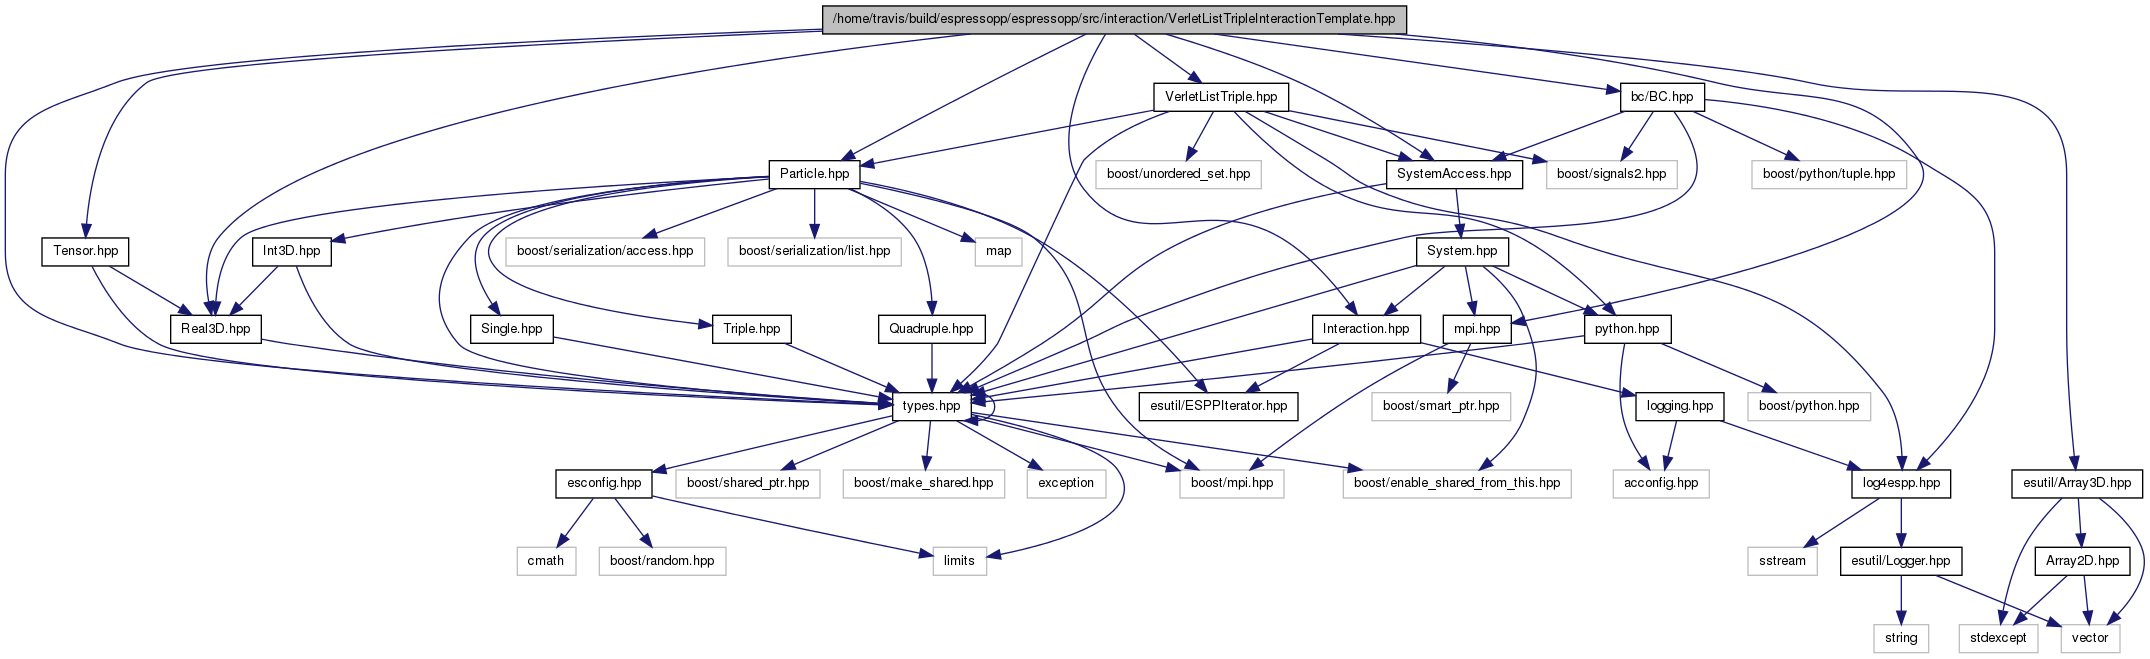 /home/travis/build/espressopp/espressopp/src/interaction/VerletListTripleInteractionTemplate.hpp
VerletListTriple.hpp
bc/BC.hpp
Particle.hpp
boost/unordered_set.hpp
SystemAccess.hpp
boost/signals2.hpp
boost/python/tuple.hpp
Tensor.hpp
Int3D.hpp
boost/serialization/access.hpp
boost/serialization/list.hpp
map
System.hpp
Real3D.hpp
Single.hpp
Triple.hpp
Quadruple.hpp
Interaction.hpp
mpi.hpp
python.hpp
types.hpp
esutil/ESPPIterator.hpp
boost/smart_ptr.hpp
logging.hpp
boost/python.hpp
esconfig.hpp
boost/shared_ptr.hpp
boost/make_shared.hpp
exception
boost/mpi.hpp
boost/enable_shared_from_this.hpp
acconfig.hpp
log4espp.hpp
esutil/Array3D.hpp
cmath
boost/random.hpp
limits
sstream
esutil/Logger.hpp
Array2D.hpp
string
stdexcept
vector